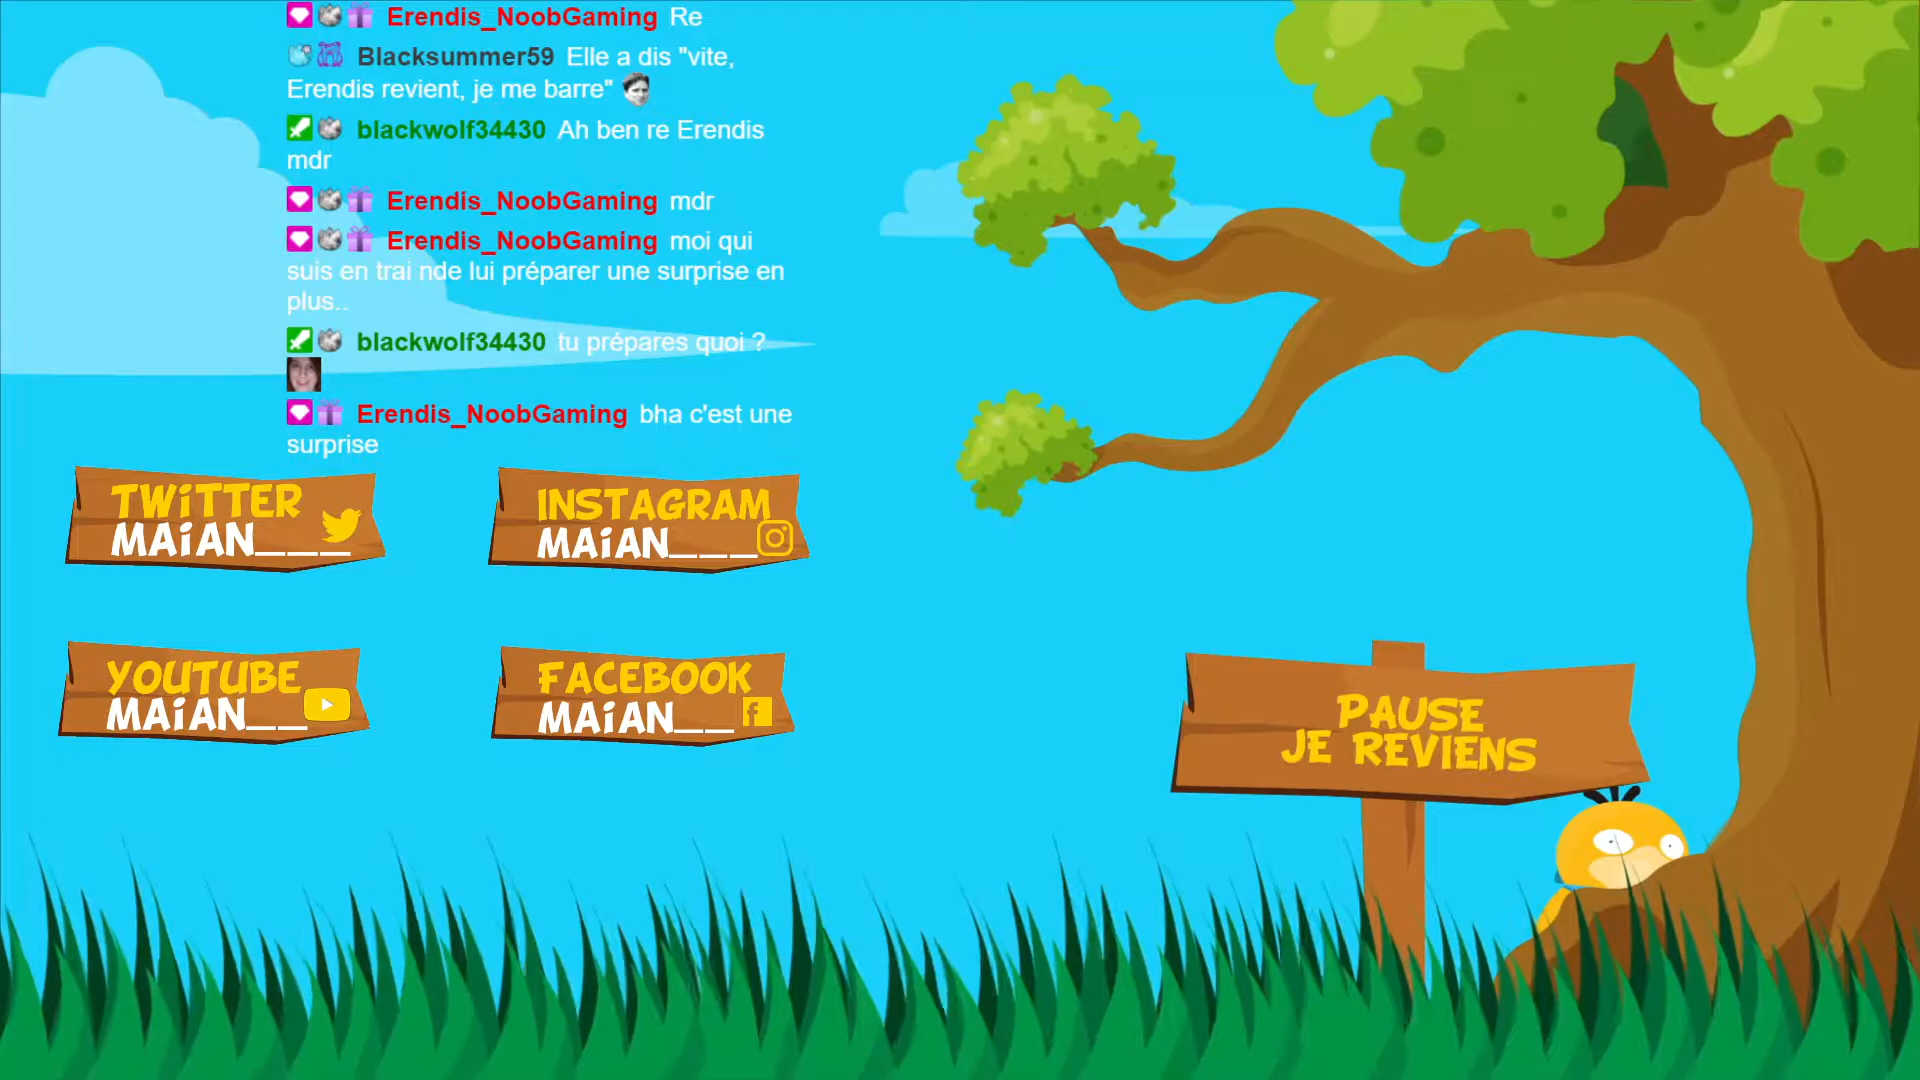 Erendis_NoobGaming Re
Blacksummer59 Elle a dis "vite,
Erendis revient, je me barre"
blackwolf34430 Ah ben re Erendis
mdr
Erendis_NoobGaming mdr
Erendis_NoobGaming moi qui
suis en trai nde lui préparer une surprise en
plus..
blackwolf34430 tu prépares quoi ?
Erendis_NoobGaming bha c'est une
surprise
TWiTTER
MAiAN___
INSTAGRAM
MAiAN___
YOUTUBE
MAiAN__
FACEBOOK
MAiAN__
PAUSE
JE REVIENS